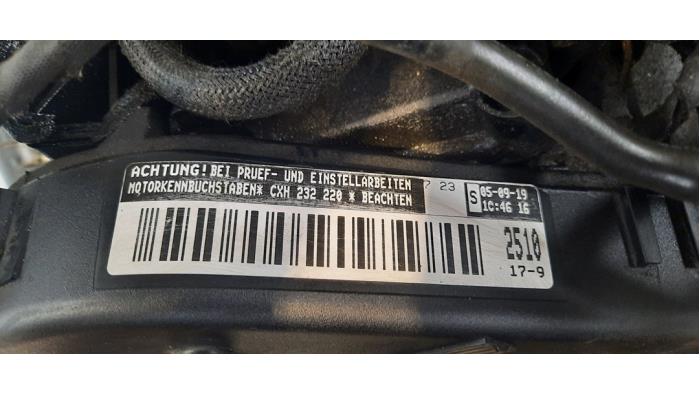 ACHTUNG! BEI PRUEF- UND EINSTELLARBEITEN
MOTORKENNBUCHSTABEN* CXH 232 220 * BEACHTEN
7 23
S 05-09-19
10:46 16
2510
17-9